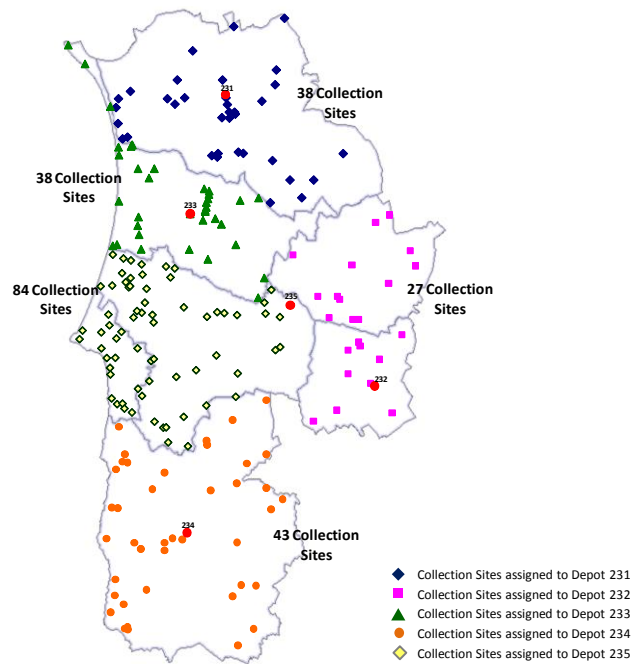 231
38 Collection
Sites
38 Collection
Sites
233
84 Collection
Sites
235
27 Collection
Sites
232
234
43 Collection
Sites
Collection Sites assigned to Depot 231
Collection Sites assigned to Depot 232
Collection Sites assigned to Depot 233
Collection Sites assigned to Depot 234
Collection Sites assigned to Depot 235